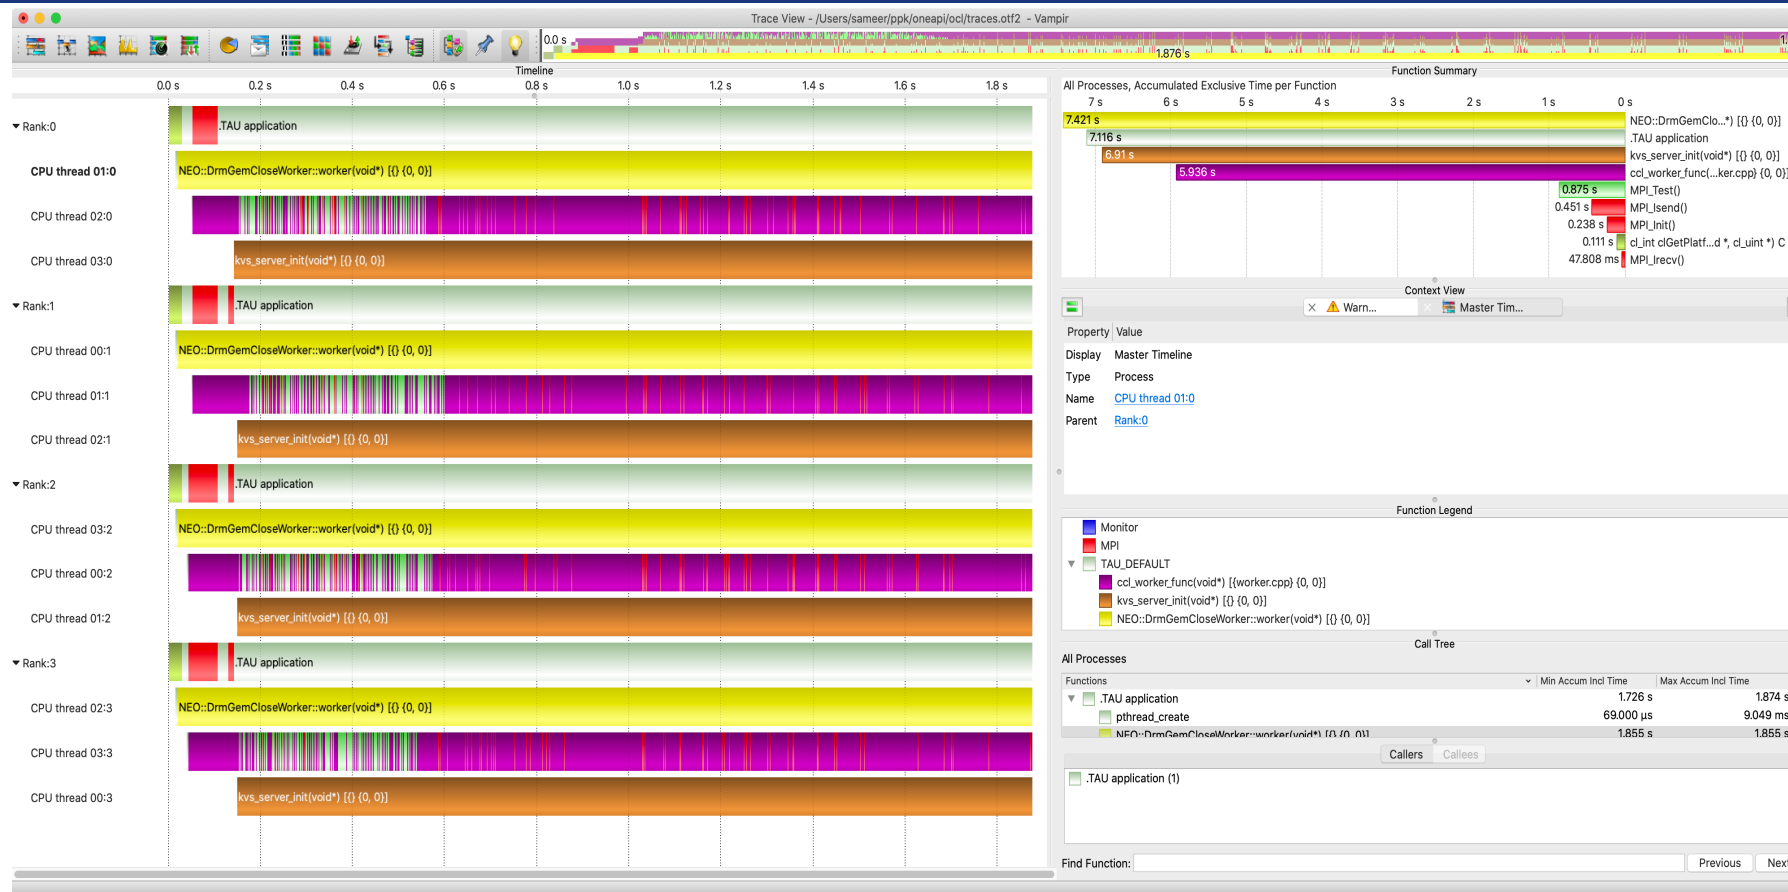 Trace View - /Users/sameer/ppk/oneapi/ocl/traces.otf2 - Vampir
0.0 s
1.876 s
1.
Timeline
0.0 s 0.2 s 0.4 s 0.6 s 0.8 s 1.0 s 1.2 s 1.4 s 1.6 s 1.8 s
Rank:0
.TAU application
CPU thread 01:0
NEO::DrmGemCloseWorker::worker(void*) [{} {0, 0}]
CPU thread 02:0
CPU thread 03:0
kvs_server_init(void*) [{} {0, 0}]
Rank:1
.TAU application
CPU thread 00:1
NEO::DrmGemCloseWorker::worker(void*) [{} {0, 0}]
CPU thread 01:1
CPU thread 02:1
kvs_server_init(void*) [{} {0, 0}]
Rank:2
.TAU application
CPU thread 03:2
NEO::DrmGemCloseWorker::worker(void*) [{} {0, 0}]
CPU thread 00:2
CPU thread 01:2
kvs_server_init(void*) [{} {0, 0}]
Rank:3
.TAU application
CPU thread 02:3
NEO::DrmGemCloseWorker::worker(void*) [{} {0, 0}]
CPU thread 03:3
CPU thread 00:3
kvs_server_init(void*) [{} {0, 0}]
Function Summary
All Processes, Accumulated Exclusive Time per Function
7 s 6 s 5 s 4 s 3 s 2 s 1 s 0 s
7.421 s NEO::DrmGemClo...*) [{} {0, 0}]
7.116 s .TAU application
6.91 s kvs_server_init(void*) [{} {0, 0}]
5.936 s ccl_worker_func(...ker.cpp} {0, 0}]
0.875 s MPI_Test()
0.451 s MPI_Isend()
0.238 s MPI_Init()
0.111 s cl_int clGetPlatf...d *, cl_uint *) C
47.808 ms MPI_Irecv()
Context View
Warn... Master Tim...
Property Value
Display Master Timeline
Type Process
Name CPU thread 01:0
Parent Rank:0
Function Legend
Monitor
MPI
TAU_DEFAULT
ccl_worker_func(void*) [{worker.cpp} {0, 0}]
kvs_server_init(void*) [{} {0, 0}]
NEO::DrmGemCloseWorker::worker(void*) [{} {0, 0}]
Call Tree
All Processes
Functions Min Accum Incl Time Max Accum Incl Time
.TAU application 1.726 s 1.874 s
pthread_create 69.000 µs 9.049 ms
NEO::DrmGemCloseWorker::worker(void*) [{} {0, 0}] 1.855 s 1.855 s
Callers Callees
.TAU application (1)
Find Function: Previous Next